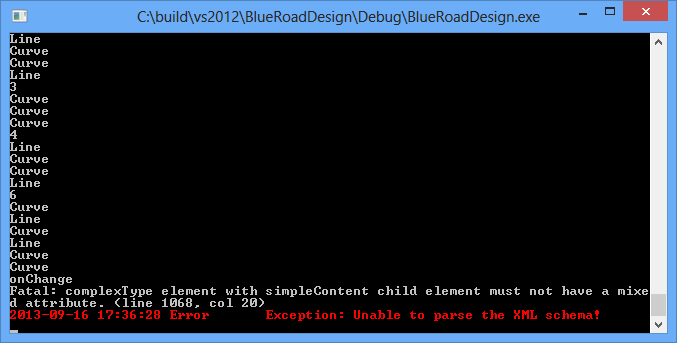 C:\build\vs2012\BlueRoadDesign\Debug\BlueRoadDesign.exe
Line
Curve
Curve
Line
3
Curve
Curve
Curve
4
Line
Curve
Curve
Line
6
Curve
Line
Curve
Line
Curve
Curve
onChange
Fatal: complexType element with simpleContent child element must not have a mixe
d attribute. (line 1068, col 20)
2013-09-16 17:36:28 Error Exception: Unable to parse the XML schema!